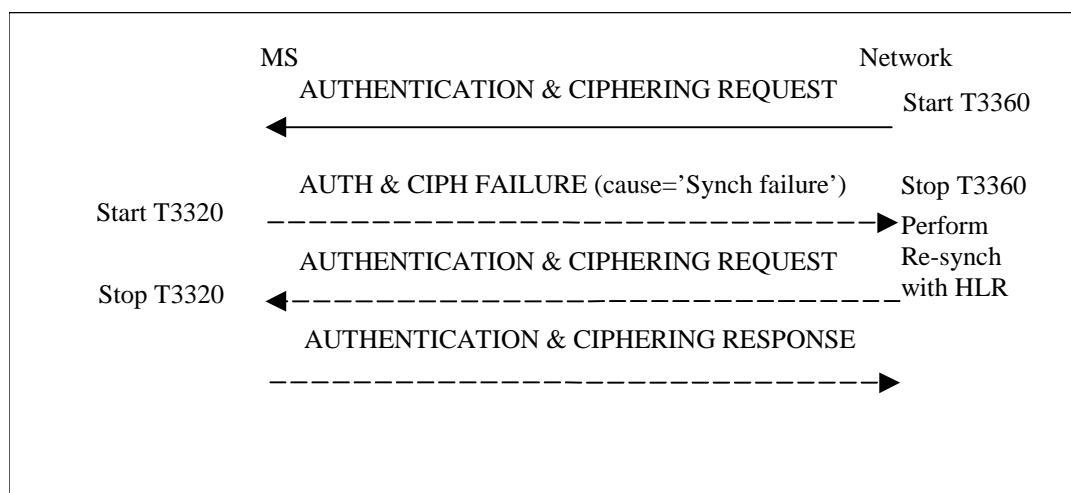 MS
Network
AUTHENTICATION & CIPHERING REQUEST
Start T3360
AUTH & CIPH FAILURE (cause=’Synch failure’)
Stop T3360
Start T3320
Perform
Re-synch
with HLR
AUTHENTICATION & CIPHERING REQUEST
Stop T3320
AUTHENTICATION & CIPHERING RESPONSE